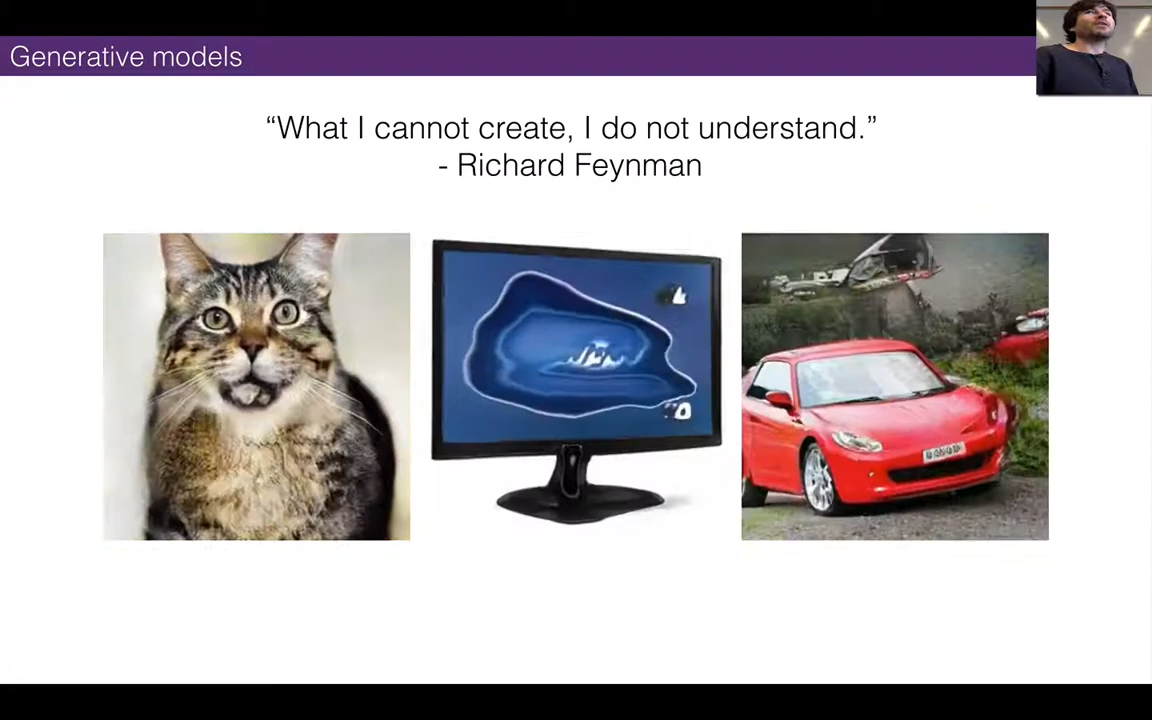 Generative models
“What I cannot create, I do not understand.”
- Richard Feynman